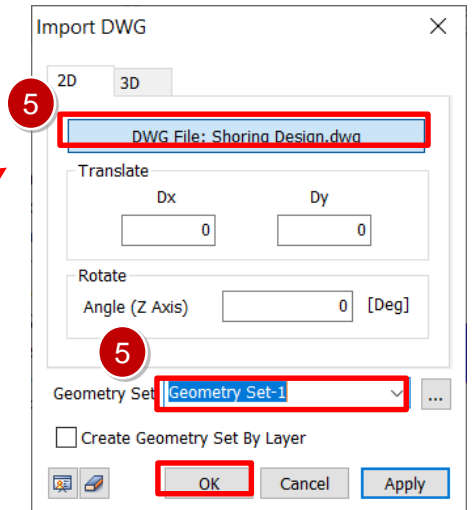 Import DWG
2D 3D
5
DWG File: Shoring Design.dwg
Translate
Dx Dy
0 0
Rotate
Angle (Z Axis) 0 [Deg]
5
Geometry Set Geometry Set-1 ...
Create Geometry Set By Layer
OK Cancel Apply